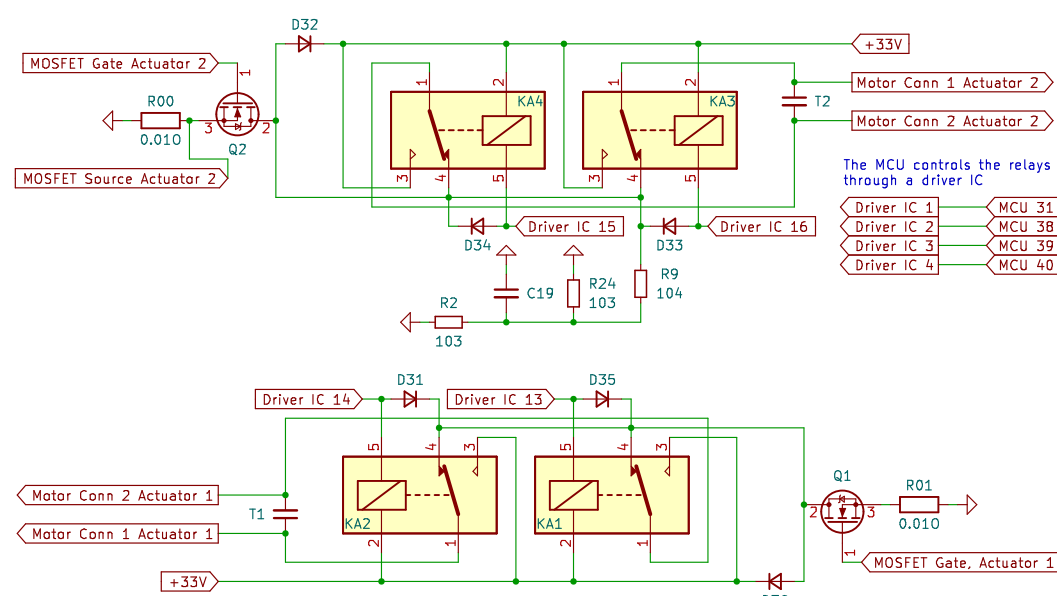 D32
+33V
MOSFET Gate Actuator 2
1
1
2
1
2
Motor Conn 1 Actuator 2
R00
KA4
KA3
T2
3
2
Motor Conn 2 Actuator 2
0.010
Q2
The MCU controls the relays
through a driver IC
MOSFET Source Actuator 2
3
4
5
3
4
5
Driver IC 1
MCU 31
Driver IC 2
MCU 38
Driver IC 3
MCU 39
Driver IC 4
MCU 40
Driver IC 15
Driver IC 16
D34
D33
C19
R24
103
R9
104
R2
103
D31
D35
Driver IC 14
Driver IC 13
5
4
3
5
4
3
Q1
R01
Motor Conn 2 Actuator 1
T1
KA2
KA1
2
3
0.010
Motor Conn 1 Actuator 1
2
1
2
1
1
MOSFET Gate, Actuator 1
+33V